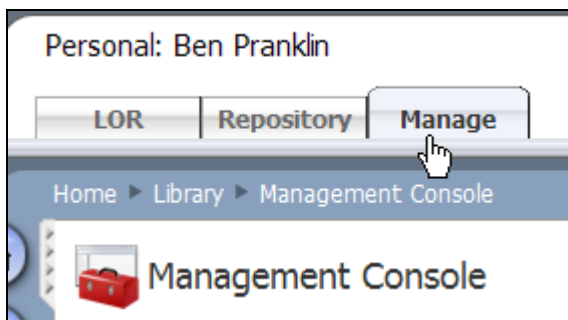 Personal: Ben Pranklin
LOR Repository Manage
Home ▶ Library ▶ Management Console
Management Console